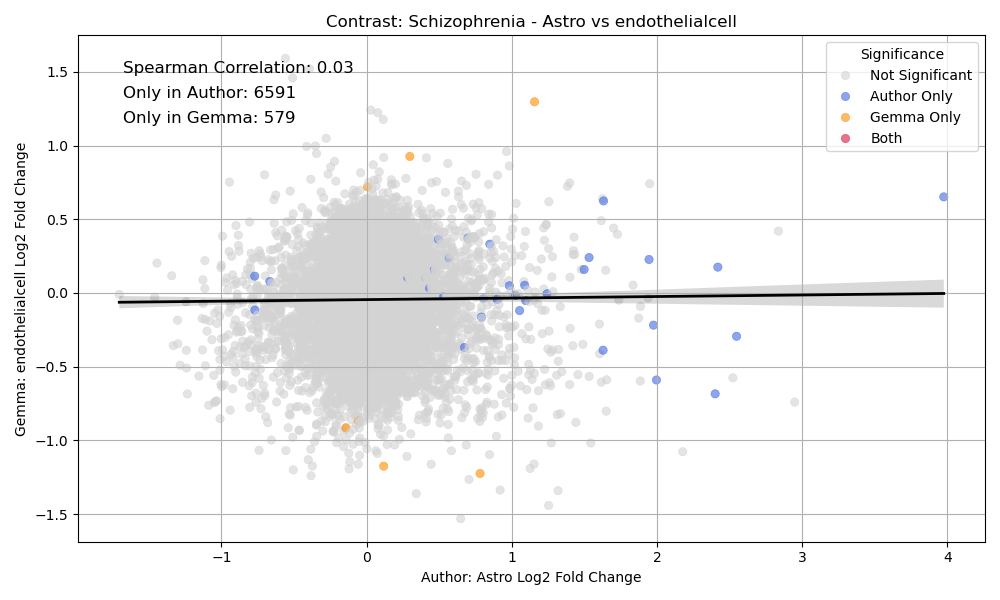 Contrast: Schizophrenia - Astro vs endothelialcell
Spearman Correlation: 0.03
Only in Author: 6591
Only in Gemma: 579
Significance
Not Significant
Author Only
Gemma Only
Both
1.5
1.0
0.5
0.0
−0.5
−1.0
−1.5
Gemma: endothelialcell Log2 Fold Change
−1
0
1
2
3
4
Author: Astro Log2 Fold Change